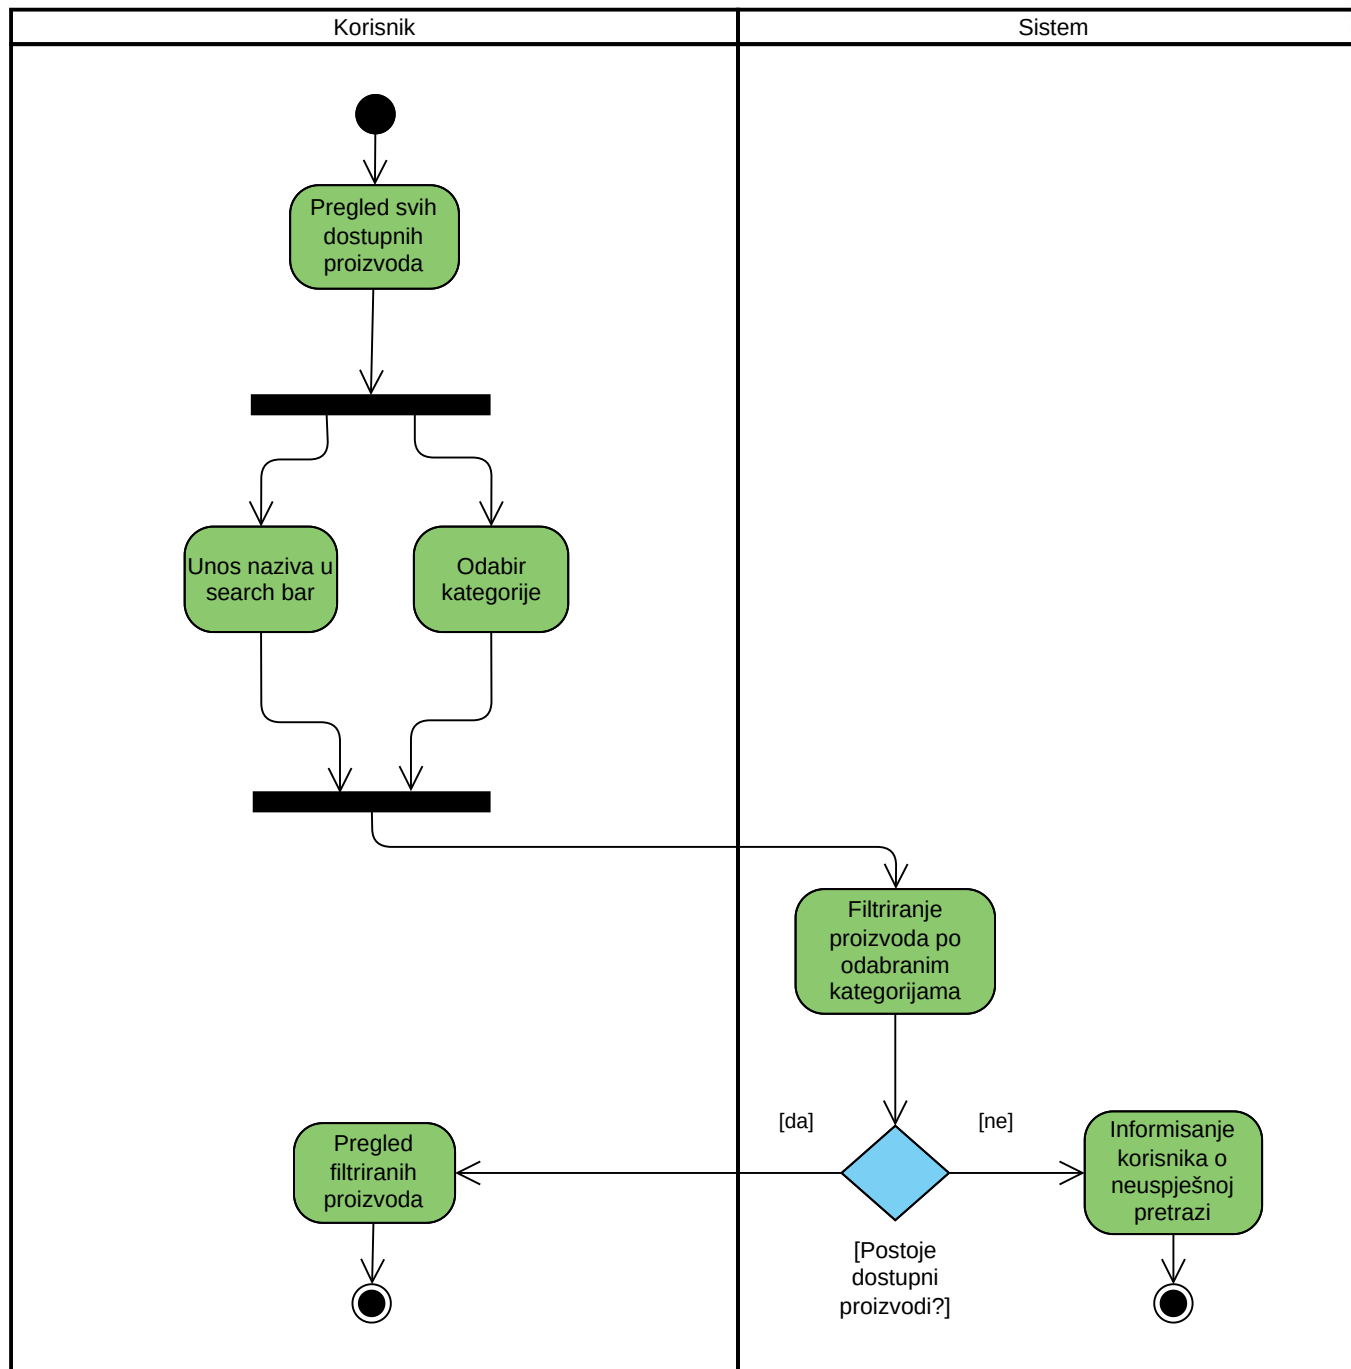 Korisnik
Sistem
Pregled svih
dostupnih
proizvoda
Unos naziva u
search bar
Odabir
kategorije
Filtriranje
proizvoda po
odabranim
kategorijama
[da]
[ne]
Pregled
filtriranih
proizvoda
Informisanje
korisnika o
neuspješnoj
pretrazi
[Postoje
dostupni
proizvodi?]